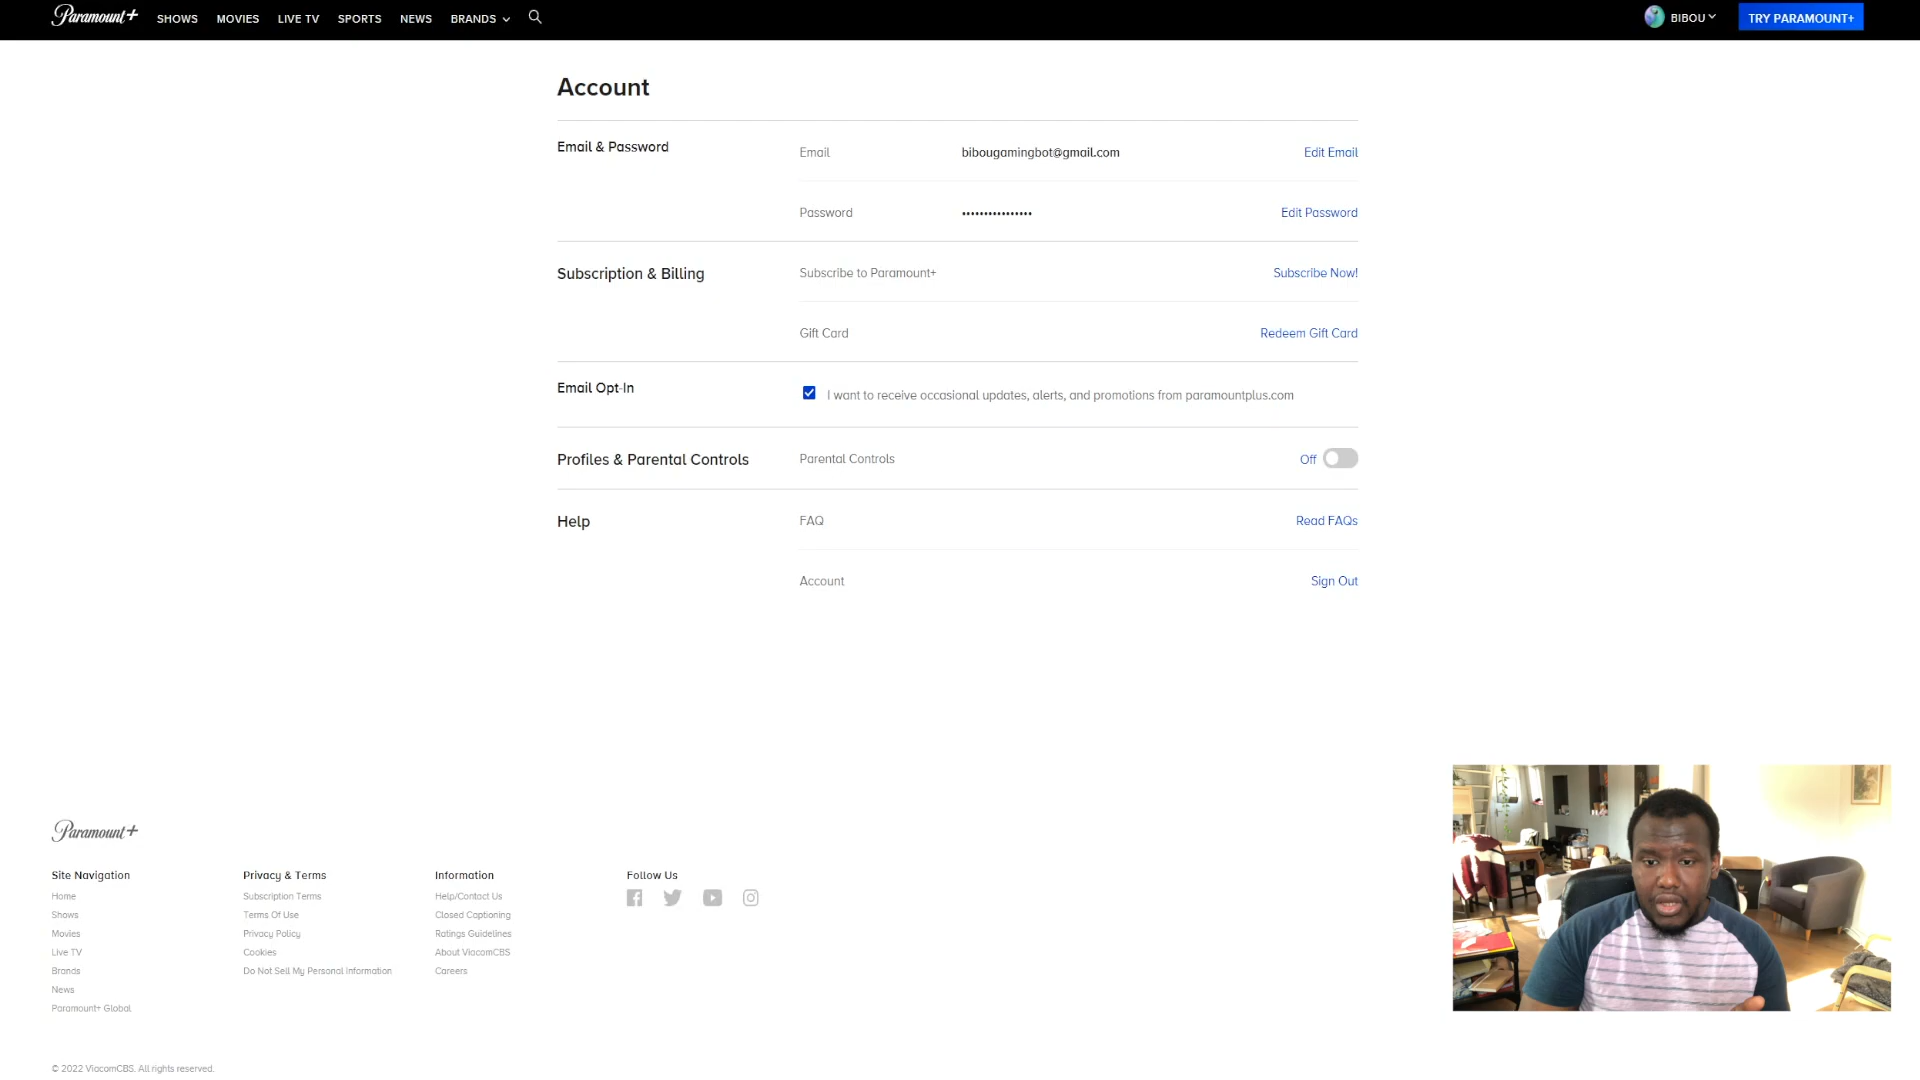 Paramount+ SHOWS MOVIES LIVE TV SPORTS NEWS BRANDS BIBOU TRY PARAMOUNT+
Account
Email & Password Email bibougamingbot@gmail.com Edit Email
Password •••••••••••••••• Edit Password
Subscription & Billing Subscribe to Paramount+ Subscribe Now!
Gift Card Redeem Gift Card
Email Opt-In I want to receive occasional updates, alerts, and promotions from paramountplus.com
Profiles & Parental Controls Parental Controls Off
Help FAQ Read FAQs
Account Sign Out
Paramount+
Site Navigation Privacy & Terms Information Follow Us
Home Subscription Terms Help/Contact Us
Shows Terms Of Use Closed Captioning
Movies Privacy Policy Ratings Guidelines
Live TV Cookies About ViacomCBS
Brands Do Not Sell My Personal Information Careers
News
Paramount+ Global
© 2022 ViacomCBS. All rights reserved.